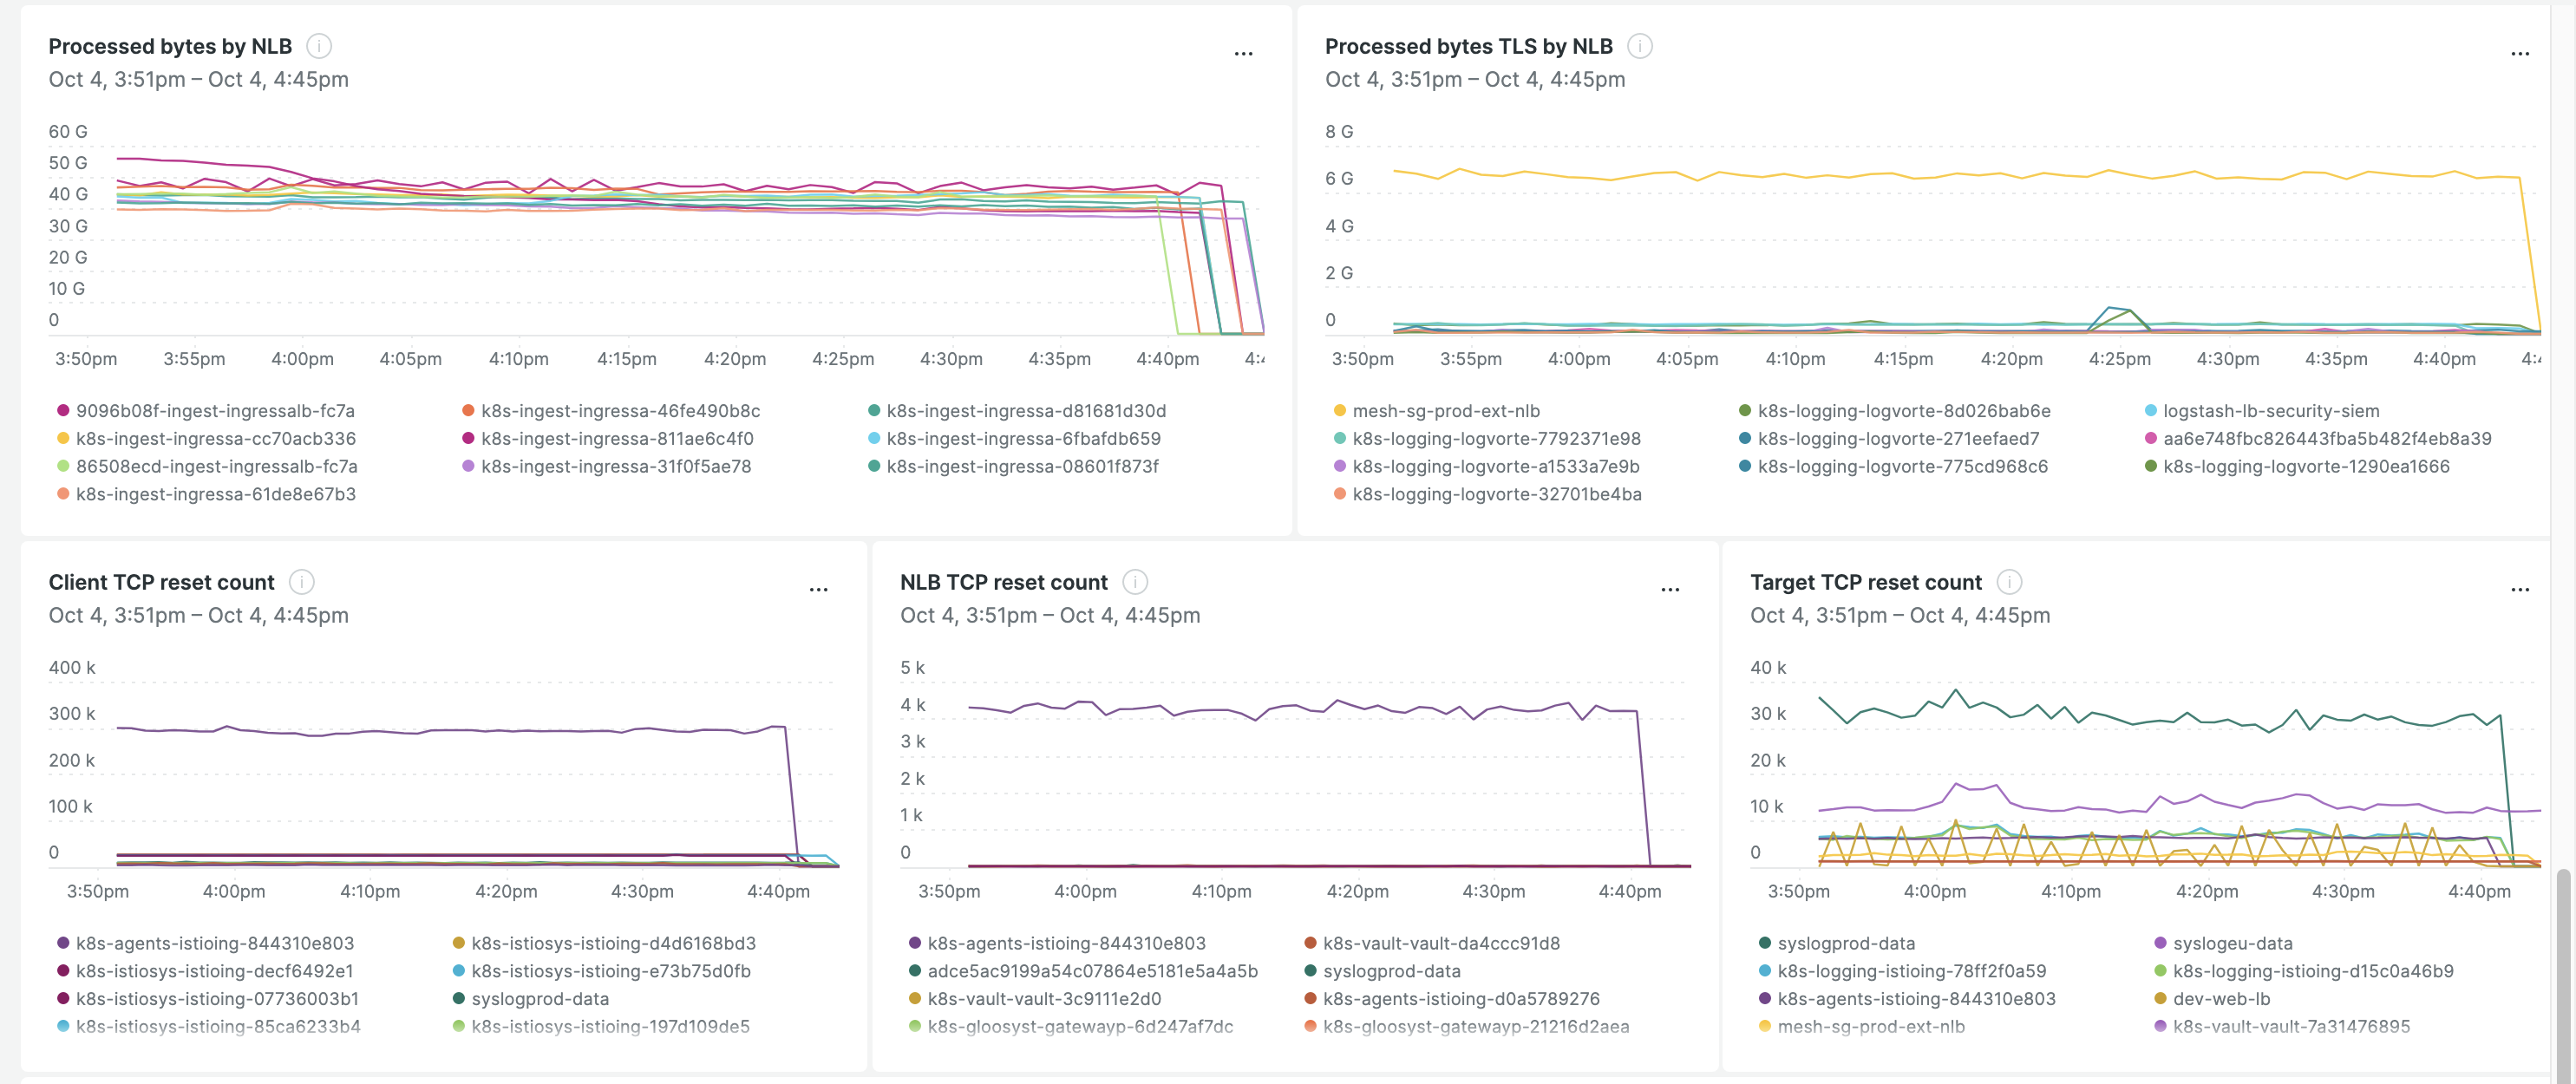 Processed bytes by NLB
Oct 4, 3:51pm – Oct 4, 4:45pm
60 G
50 G
40 G
30 G
20 G
10 G
0
3:50pm 3:55pm 4:00pm 4:05pm 4:10pm 4:15pm 4:20pm 4:25pm 4:30pm 4:35pm 4:40pm
9096b08f-ingest-ingressalb-fc7a k8s-ingest-ingressa-46fe490b8c k8s-ingest-ingressa-d81681d30d
k8s-ingest-ingressa-cc70acb336 k8s-ingest-ingressa-811ae6c4f0 k8s-ingest-ingressa-6fbafdb659
86508ecd-ingest-ingressalb-fc7a k8s-ingest-ingressa-31f0f5ae78 k8s-ingest-ingressa-08601f873f
k8s-ingest-ingressa-61de8e67b3
Processed bytes TLS by NLB
Oct 4, 3:51pm – Oct 4, 4:45pm
8 G
6 G
4 G
2 G
0
3:50pm 3:55pm 4:00pm 4:05pm 4:10pm 4:15pm 4:20pm 4:25pm 4:30pm 4:35pm 4:40pm
mesh-sg-prod-ext-nlb k8s-logging-logvorte-8d026bab6e logstash-lb-security-siem
k8s-logging-logvorte-7792371e98 k8s-logging-logvorte-271eefaed7 aa6e748fbc826443fba5b482f4eb8a39
k8s-logging-logvorte-a1533a7e9b k8s-logging-logvorte-775cd968c6 k8s-logging-logvorte-1290ea1666
k8s-logging-logvorte-32701be4ba
Client TCP reset count
Oct 4, 3:51pm – Oct 4, 4:45pm
400 k
300 k
200 k
100 k
0
3:50pm 4:00pm 4:10pm 4:20pm 4:30pm 4:40pm
k8s-agents-istioing-844310e803 k8s-istiosys-istioing-d4d6168bd3
k8s-istiosys-istioing-decf6492e1 k8s-istiosys-istioing-e73b75d0fb
k8s-istiosys-istioing-07736003b1 syslogprod-data
k8s-istiosys-istioing-85ca6233b4 k8s-istiosys-istioing-197d109de5
NLB TCP reset count
Oct 4, 3:51pm – Oct 4, 4:45pm
5 k
4 k
3 k
2 k
1 k
0
3:50pm 4:00pm 4:10pm 4:20pm 4:30pm 4:40pm
k8s-agents-istioing-844310e803 k8s-vault-vault-da4ccc91d8
adce5ac9199a54c07864e5181e5a4a5b syslogprod-data
k8s-vault-vault-3c9111e2d0 k8s-agents-istioing-d0a5789276
k8s-gloosyst-gatewayp-6d247af7dc k8s-gloosyst-gatewayp-21216d2aea
Target TCP reset count
Oct 4, 3:51pm – Oct 4, 4:45pm
40 k
30 k
20 k
10 k
0
3:50pm 4:00pm 4:10pm 4:20pm 4:30pm 4:40pm
syslogprod-data syslogeu-data
k8s-logging-istioing-78ff2f0a59 k8s-logging-istioing-d15c0a46b9
k8s-agents-istioing-844310e803 dev-web-lb
mesh-sg-prod-ext-nlb k8s-vault-vault-7a31476895